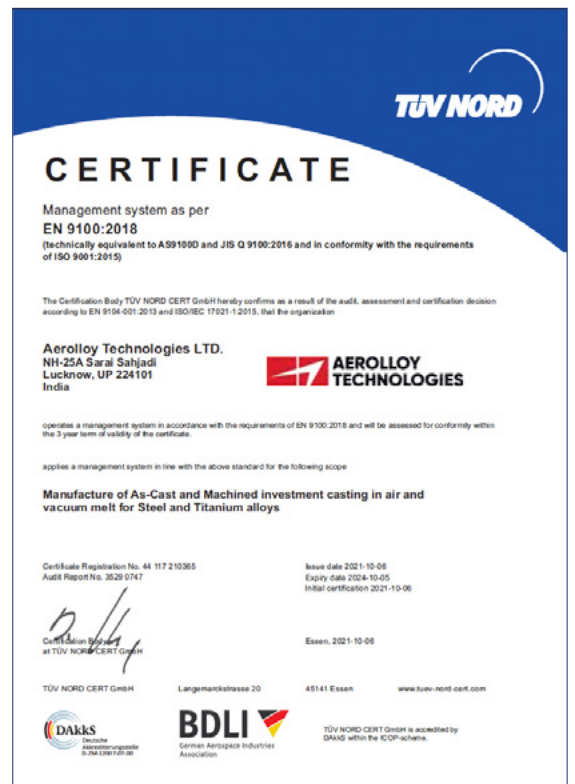 TÜV NORD
CERTIFICATE
Management system as per
EN 9100:2018
(technically equivalent to AS9100D and JIS Q 9100:2016 and in conformity with the requirements
of ISO 9001:2015)
The Certification Body TÜV NORD CERT GmbH hereby confirms as a result of the audit, assessment and certification decision
according to EN 9104-001:2013 and ISO/IEC 17021-1:2015, that the organization
Aerolloy Technologies LTD.
NH-25A Sarai Sahjadi
Lucknow, UP 224101
India
AEROLLOY
TECHNOLOGIES
operates a management system in accordance with the requirements of EN 9100:2018 and will be assessed for conformity within
the 3 year term of validity of the certificate.
applies a management system in line with the above standard for the following scope
Manufacture of As-Cast and Machined investment casting in air and
vacuum melt for Steel and Titanium alloys
Certificate Registration No. 44 117 210365
Audit Report No. 3529 0747
Issue date 2021-10-06
Expiry date 2024-10-05
Initial certification 2021-10-06
Certification Body
at TÜV NORD CERT GmbH
Essen, 2021-10-06
TÜV NORD CERT GmbH Langemarckstrasse 20 45141 Essen www.tuev-nord-cert.com
DAkkS
Deutsche
Akkreditierungsstelle
D-ZM-12007-07-00
BDLI
German Aerospace Industries
Association
TÜV NORD CERT GmbH is accredited by
DAkkS within the ICOP-scheme.